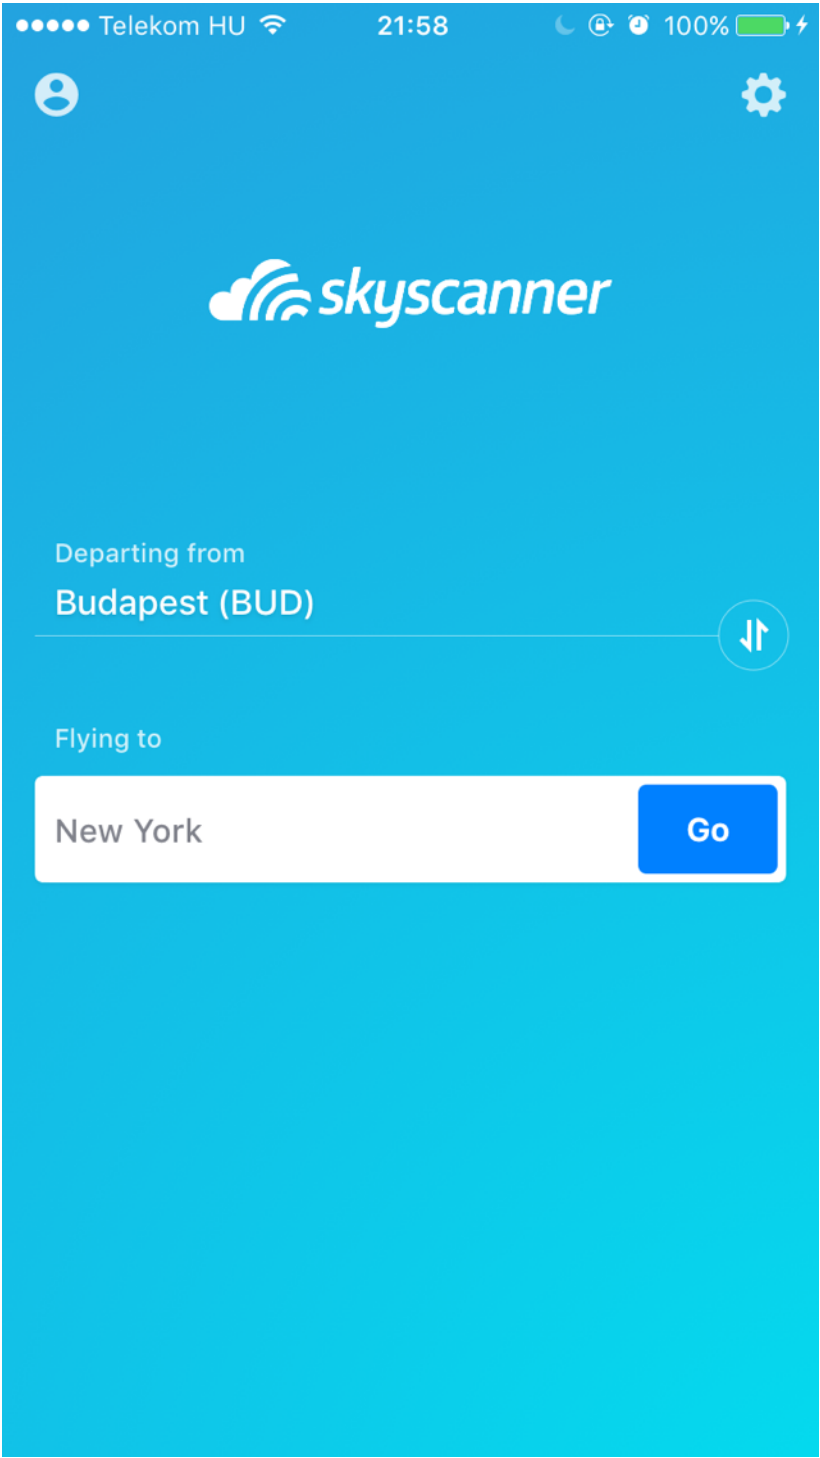 Telekom HU 21:58 100%
skyscanner
Departing from
Budapest (BUD)
Flying to
New York Go